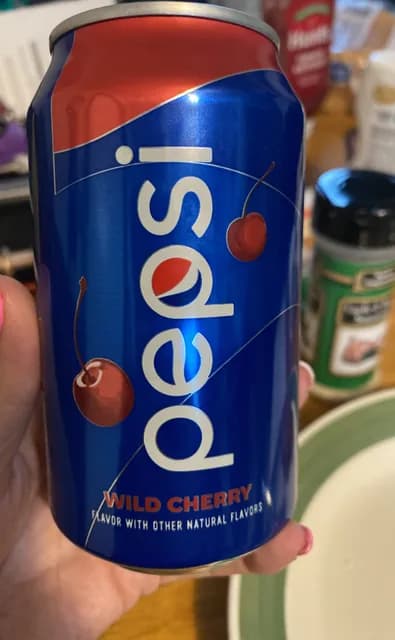 pepsi
WILD CHERRY
FLAVOR WITH OTHER NATURAL FLAVORS